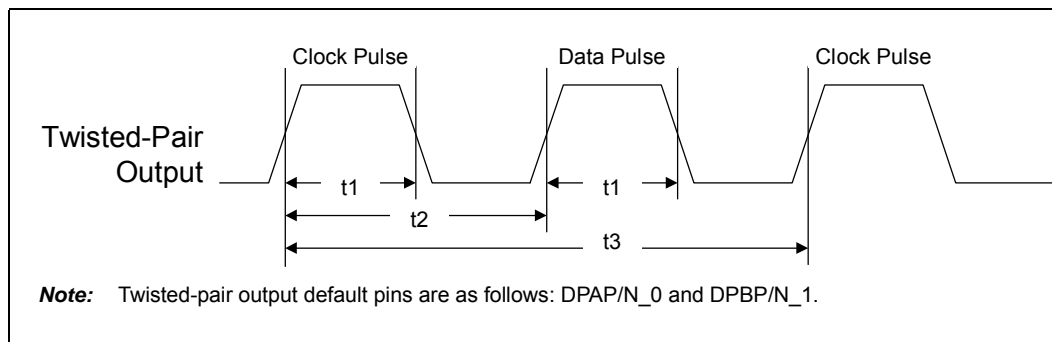 Clock Pulse Data Pulse Clock Pulse
Twisted-Pair
Output
t1 t1
t2
t3
Note: Twisted-pair output default pins are as follows: DPAP/N_0 and DPBP/N_1.